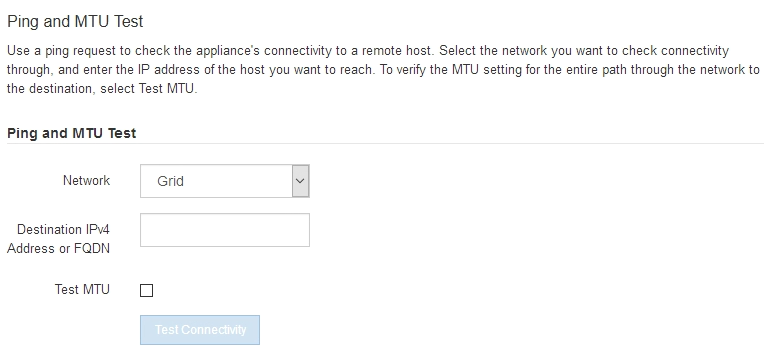 Ping and MTU Test
Use a ping request to check the appliance's connectivity to a remote host. Select the network you want to check connectivity
through, and enter the IP address of the host you want to reach. To verify the MTU setting for the entire path through the network to
the destination, select Test MTU.
Ping and MTU Test
Network
Grid
Destination IPv4
Address or FQDN
Test MTU
Test Connectivity